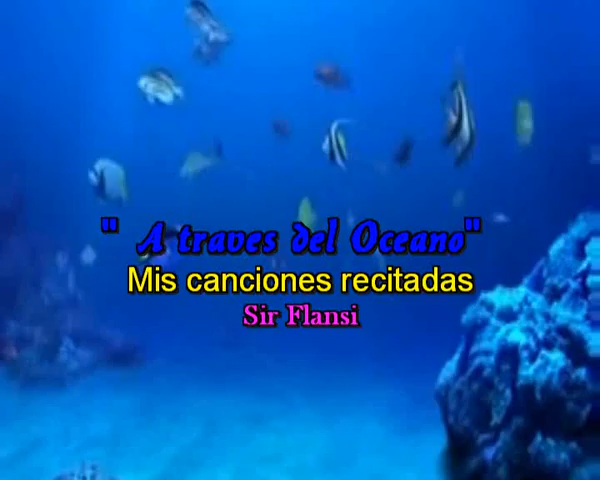 " A traves del Oceano"
Mis canciones recitadas
Sir Flansi